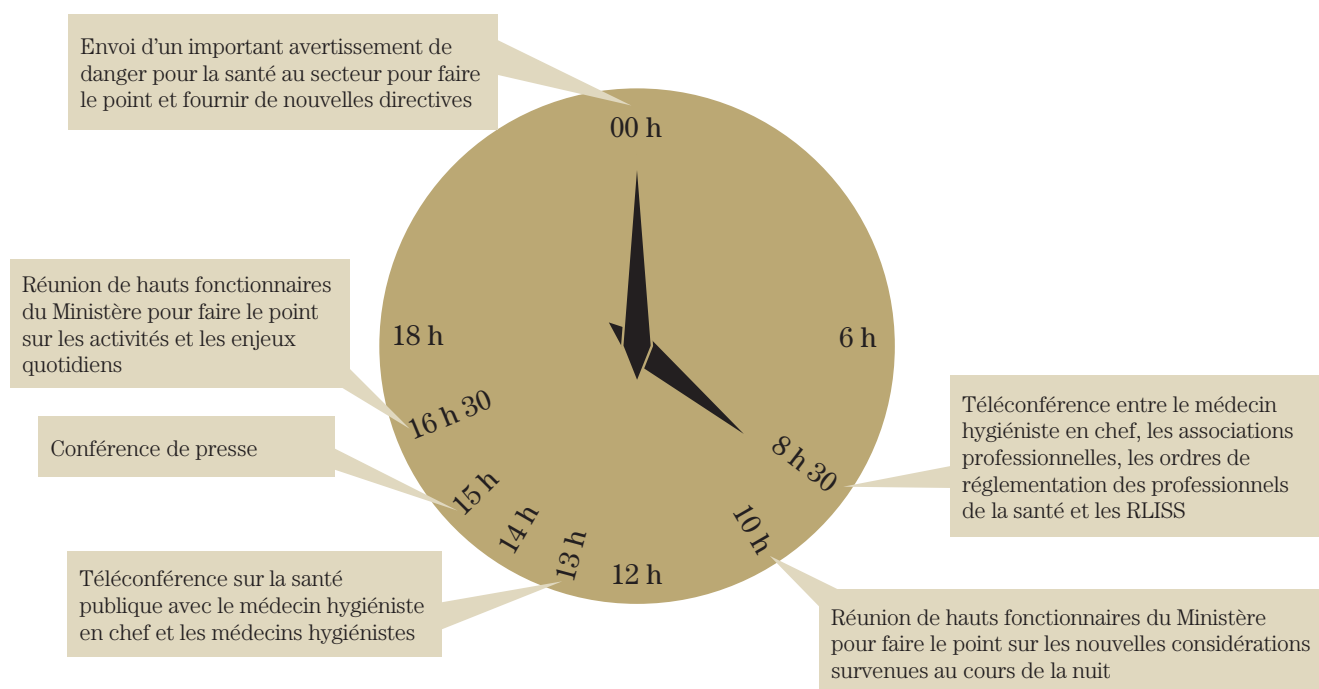 Envoi d’un important avertissement de
danger pour la santé au secteur pour faire
le point et fournir de nouvelles directives
00 h
Réunion de hauts fonctionnaires
du Ministère pour faire le point
sur les activités et les enjeux
quotidiens
18 h
6 h
16 h 30
Conférence de presse
8 h 30
Téléconférence entre le médecin
hygiéniste en chef, les associations
professionnelles, les ordres de
réglementation des professionnels
de la santé et les RLISS
15 h
14 h
13 h
12 h
10 h
Téléconférence sur la santé
publique avec le médecin hygiéniste
en chef et les médecins hygiénistes
Réunion de hauts fonctionnaires du Ministère
pour faire le point sur les nouvelles considérations
survenues au cours de la nuit